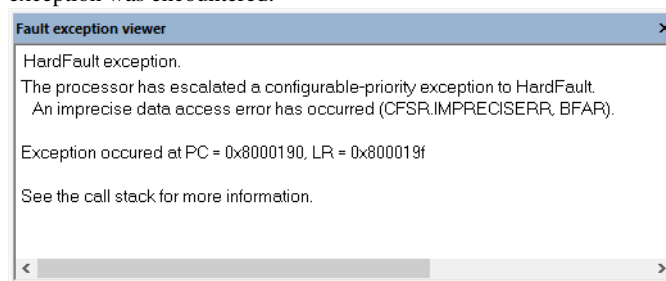 exception was encountered.
Fault exception viewer
HardFault exception.
The processor has escalated a configurable-priority exception to HardFault.
An imprecise data access error has occurred (CFSR.IMPRECISERR, BFAR).
Exception occured at PC = 0x8000190, LR = 0x800019f
See the call stack for more information.